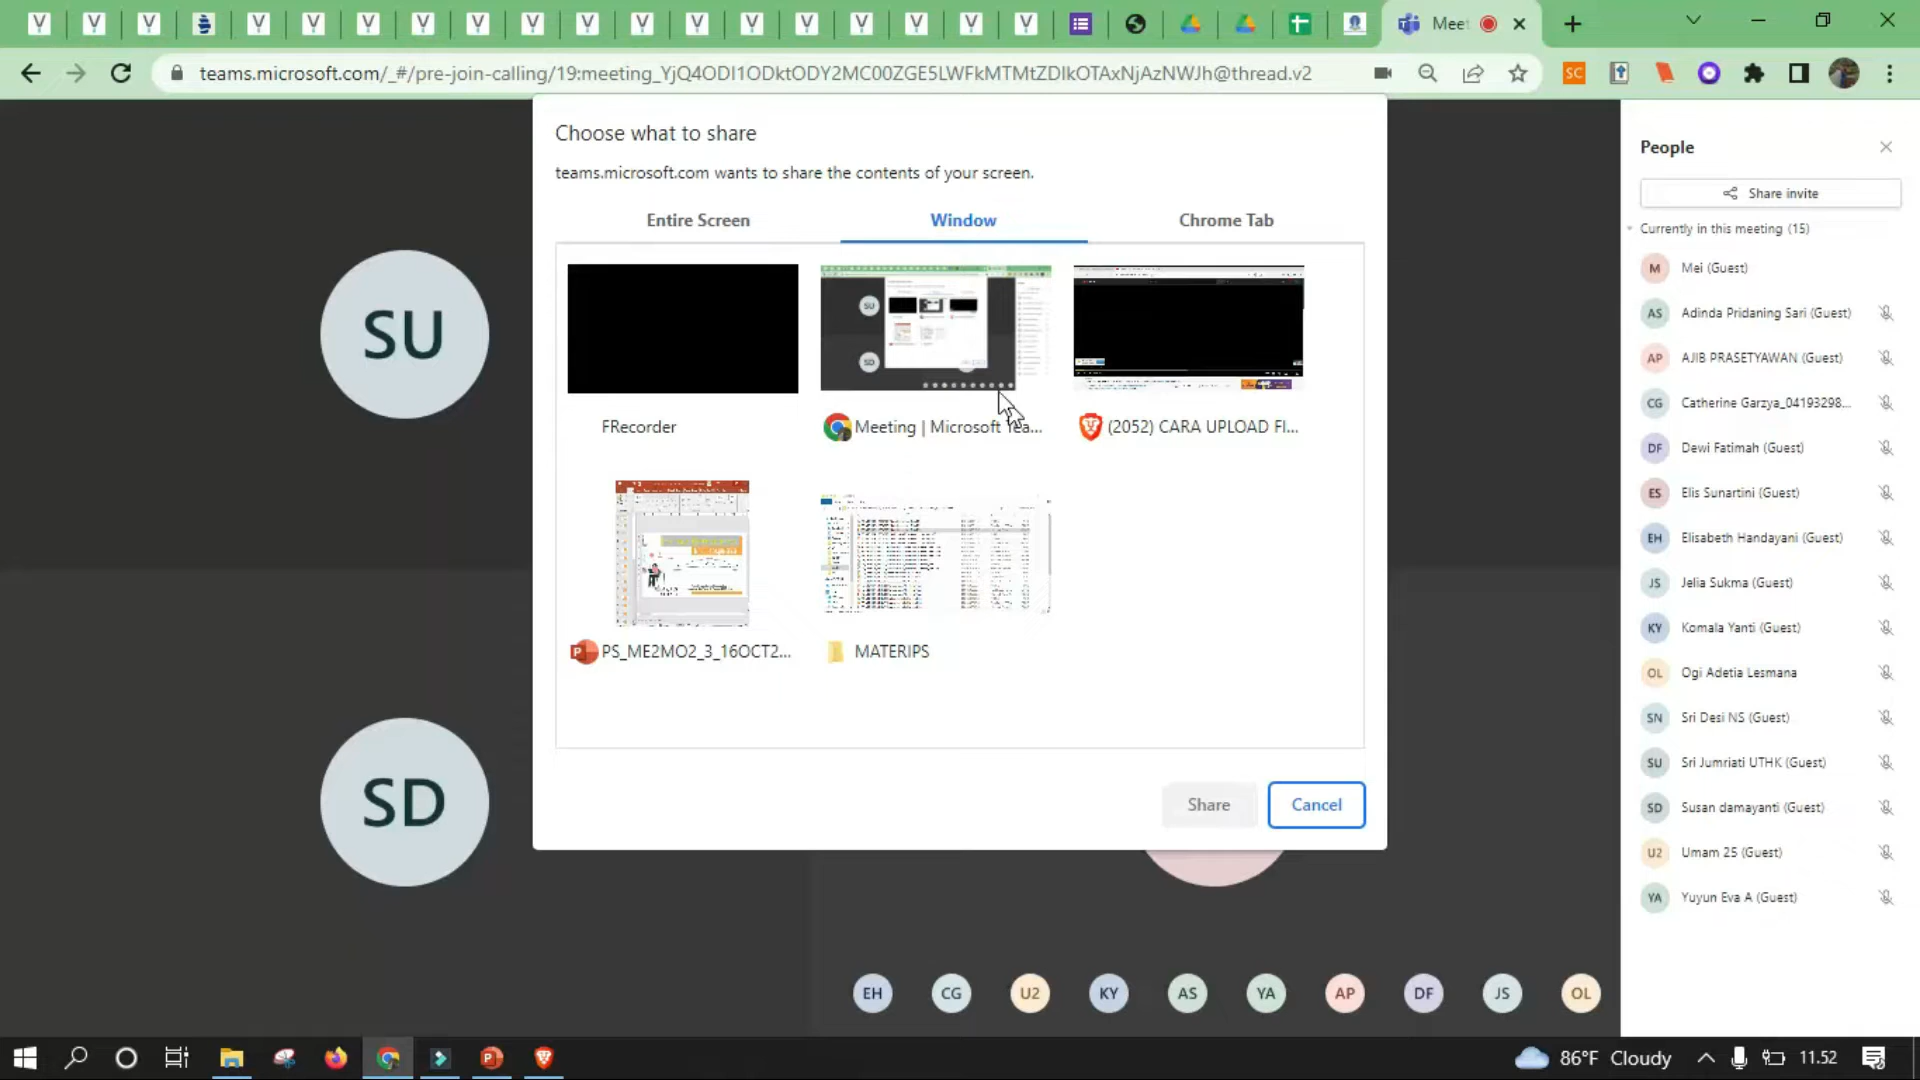 Meet
teams.microsoft.com/_#/pre-join-calling/19:meeting_YjQ4ODI1ODktODY2MC00ZGE5LWFkMTMtZDIkOTAxNjAzNWJh@thread.v2
SC
Choose what to share
teams.microsoft.com wants to share the contents of your screen.
Entire Screen
Window
Chrome Tab
FRecorder
Meeting | Microsoft Tea...
(2052) CARA UPLOAD FI...
PS_ME2MO2_3_16OCT2...
MATERIPS
Share
Cancel
SU
SD
People
Share invite
Currently in this meeting (15)
M Mei (Guest)
AS Adinda Pridaning Sari (Guest)
AP AJIB PRASETYAWAN (Guest)
CG Catherine Garzya_04193298...
DF Dewi Fatimah (Guest)
ES Elis Sunartini (Guest)
EH Elisabeth Handayani (Guest)
JS Jelia Sukma (Guest)
KY Komala Yanti (Guest)
OL Ogi Adetia Lesmana
SN Sri Desi NS (Guest)
SU Sri Jumriati UTHK (Guest)
SD Susan damayanti (Guest)
U2 Umam 25 (Guest)
YA Yuyun Eva A (Guest)
EH CG U2 KY AS YA AP DF JS OL
86°F Cloudy
11.52